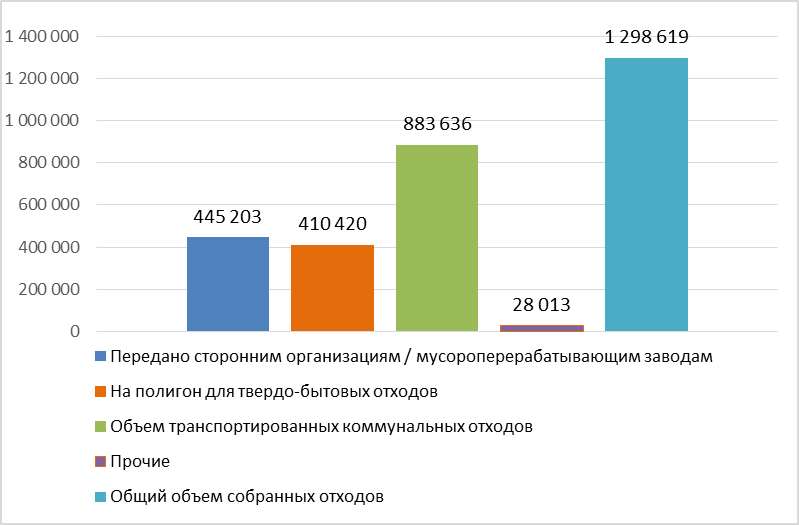 1 400 000
1 200 000
1 000 000
800 000
600 000
400 000
200 000
0
445 203
410 420
883 636
28 013
1 298 619
Передано сторонним организациям / мусороперерабатывающим заводам
На полигон для твердо-бытовых отходов
Объем транспортированных коммунальных отходов
Прочие
Общий объем собранных отходов